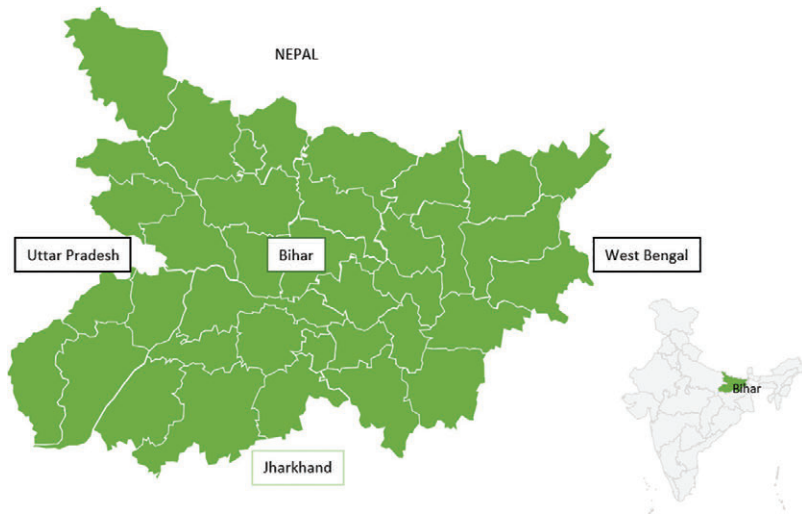 NEPAL
Uttar Pradesh
Bihar
West Bengal
Bihar
Jharkhand